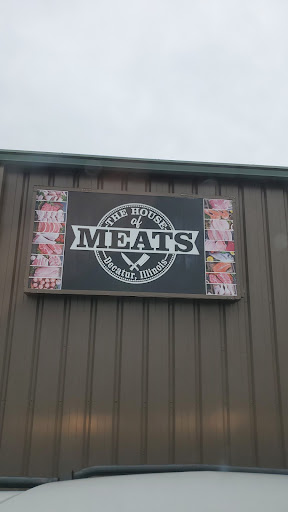 THE HOUSE
of
MEATS
Decatur, Illinois